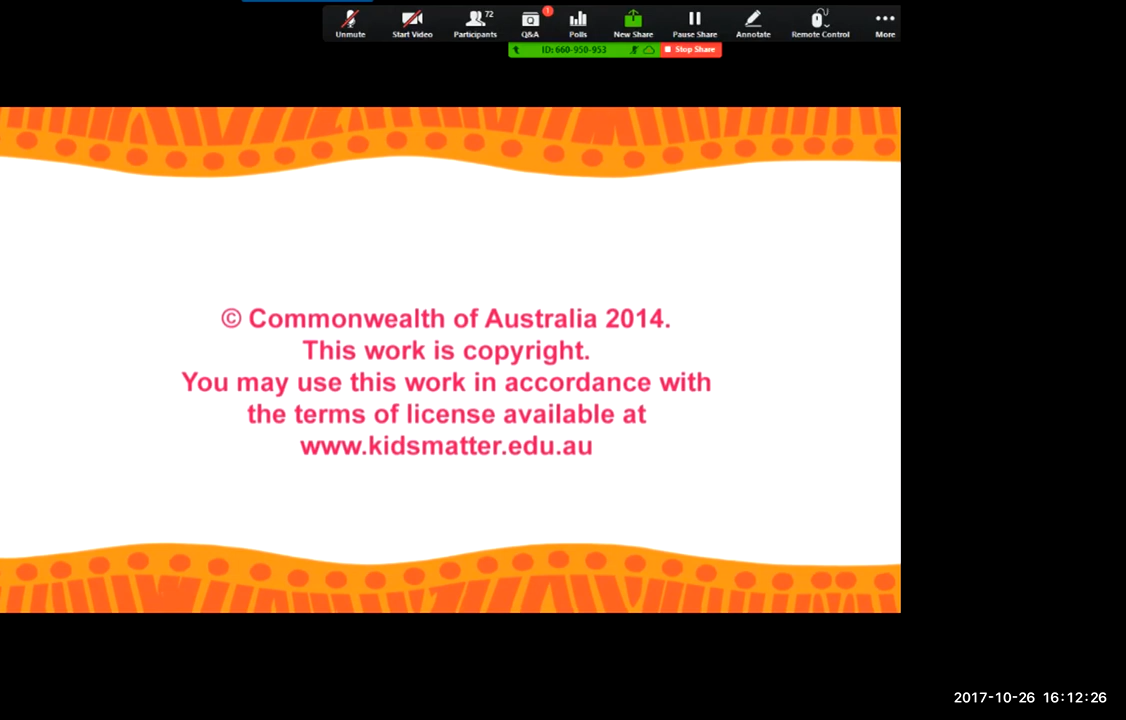 72
1
Unmute Start Video Participants Q&A Polls New Share Pause Share Annotate Remote Control More
ID: 660-950-953 Stop Share
© Commonwealth of Australia 2014.
This work is copyright.
You may use this work in accordance with
the terms of license available at
www.kidsmatter.edu.au
2017-10-26 16:12:26